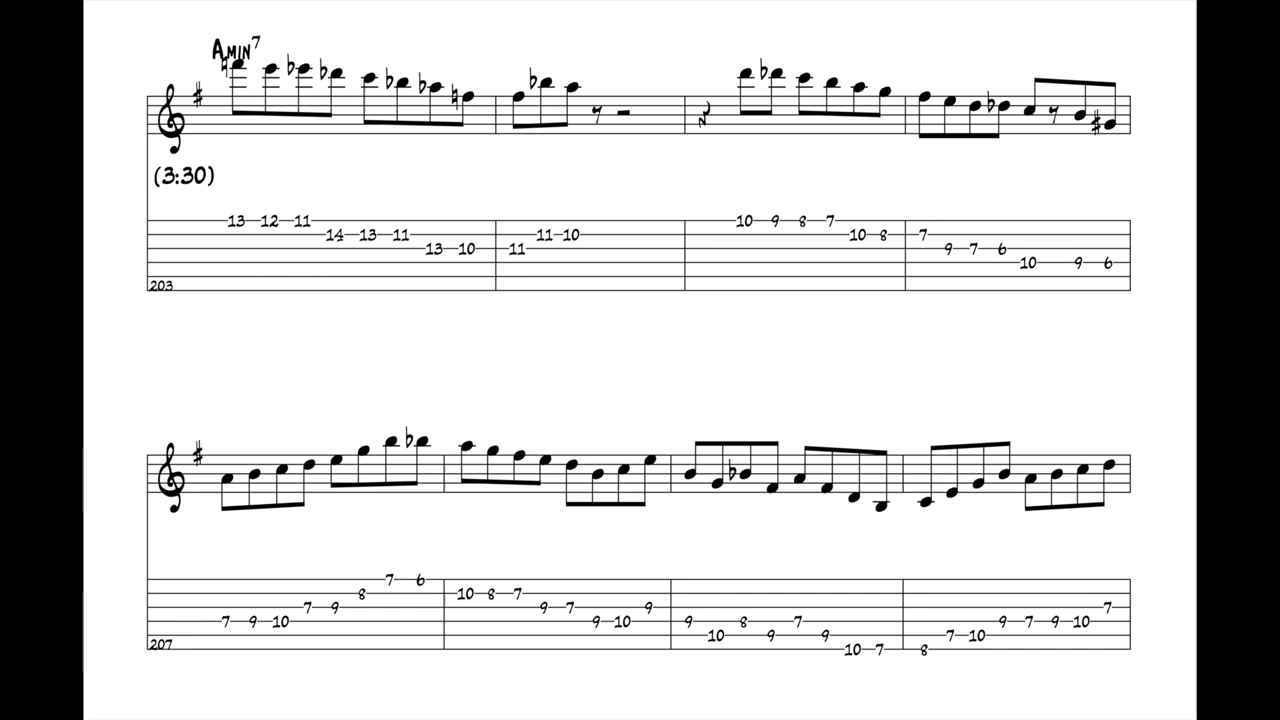 Amin7
(3:30)
13 12 11
14 13 11
13 10
11
11 10
10 9 8 7
10 8
7
9 7 6
10 9 6
203
7 9 10
7 9
8
7 6
10 8 7
9 7
9 10
9
9
10
8
9
7
9
10 7
8
7 10
9 7 9 10
7
207